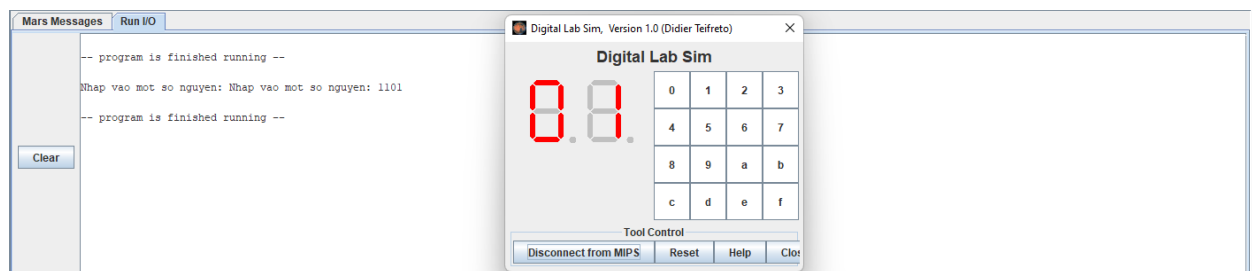 Mars Messages Run I/O
-- program is finished running --
Nhap vao mot so nguyen: Nhap vao mot so nguyen: 1101
-- program is finished running --
Clear
Digital Lab Sim, Version 1.0 (Didier Teifreto)
Digital Lab Sim
01
0 1 2 3
4 5 6 7
8 9 a b
c d e f
Tool Control
Disconnect from MIPS Reset Help Clos